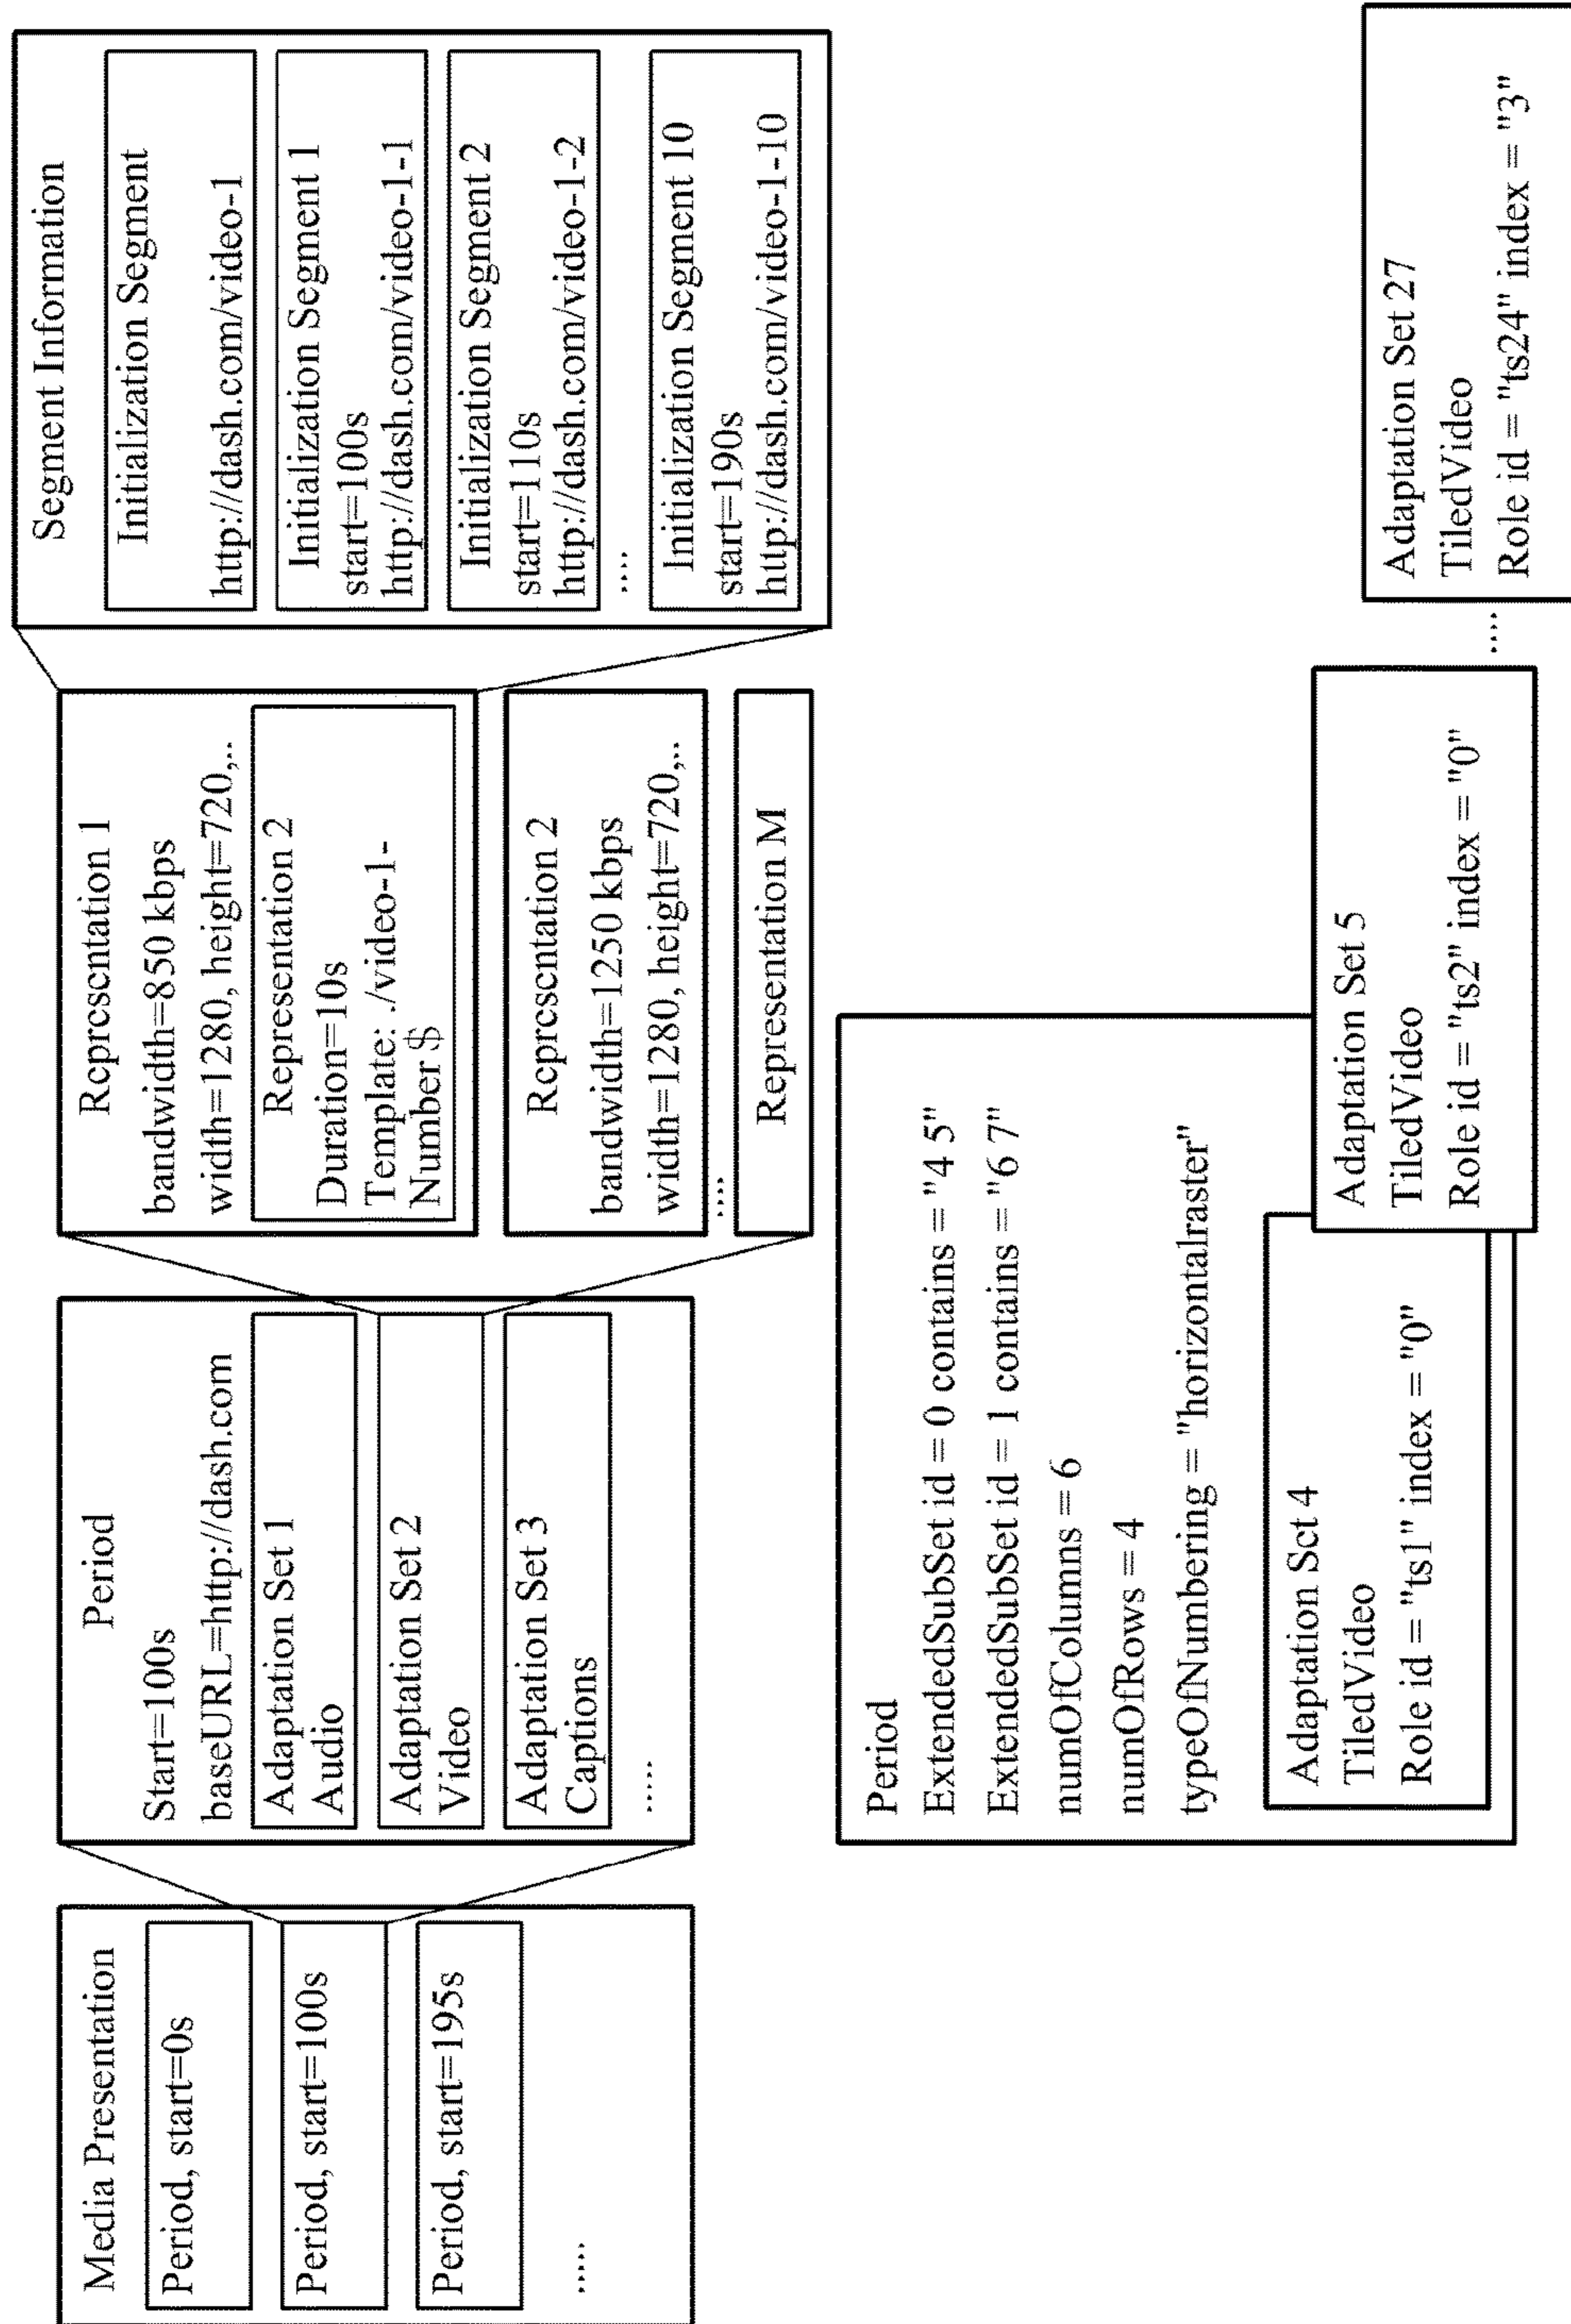 Media Presentation
Period, start=0s
Period, start=100s
Period, start=195s
.....
Period
Start=100s
baseURL=http://dash.com
Adaptation Set 1
Audio
Adaptation Set 2
Video
Adaptation Set 3
Captions
.....
Representation 1
bandwidth=850 kbps
width=1280, height=720,..
Representation 2
Duration=10s
Template: ./video-1-
Number $
Representation 2
bandwidth=1250 kbps
width=1280, height=720,..
....
Representation M
Segment Information
Initialization Segment
http://dash.com/video-1
Initialization Segment 1
start=100s
http://dash.com/video-1-1
Initialization Segment 2
start=110s
http://dash.com/video-1-2
....
Initialization Segment 10
start=190s
http://dash.com/video-1-10
Period
ExtendedSubSet id = 0 contains = "4 5"
ExtendedSubSet id = 1 contains = "6 7"
numOfColumns = 6
numOfRows = 4
typeOfNumbering = "horizontalraster"
Adaptation Set 4
TiledVideo
Role id = "ts1" index = "0"
Adaptation Set 5
TiledVideo
Role id = "ts2" index = "0"
....
Adaptation Set 27
TiledVideo
Role id = "ts24" index = "3"